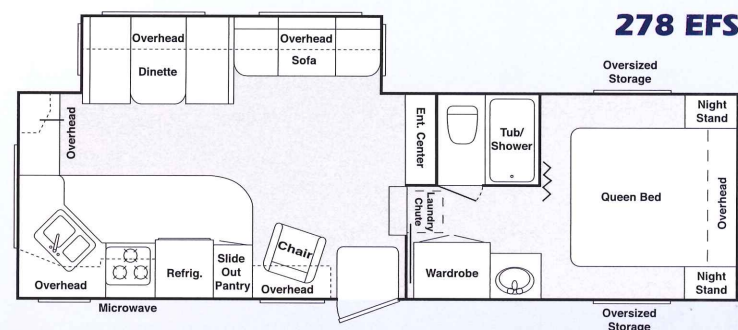 278 EFS
Overhead
Dinette
Overhead
Sofa
Oversized
Storage
Overhead
Ent. Center
Tub/
Shower
Night
Stand
Queen Bed
Overhead
Laundry
Chute
Chair
Slide
Out
Pantry
Refrig.
Wardrobe
Overhead
Overhead
Microwave
Night
Stand
Oversized
Storage